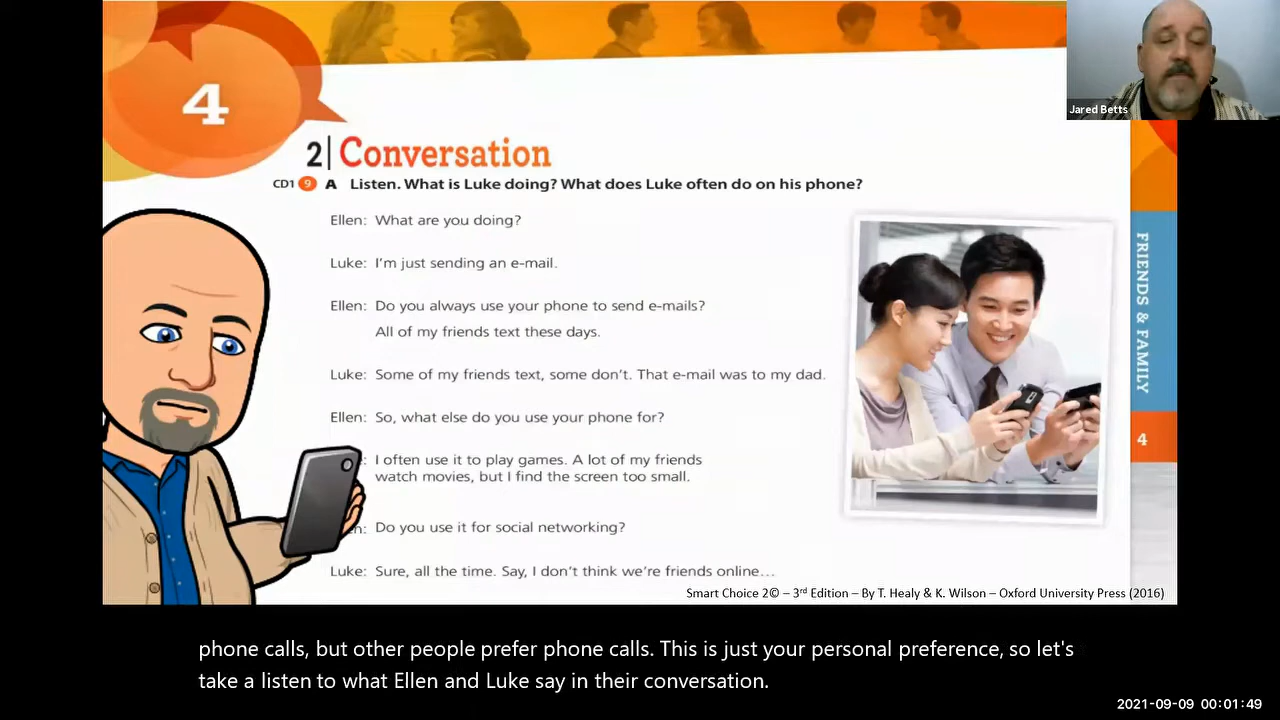 4
Jared Betts
2| Conversation
CD1 9 A Listen. What is Luke doing? What does Luke often do on his phone?
Ellen: What are you doing?
Luke: I'm just sending an e-mail.
Ellen: Do you always use your phone to send e-mails?
All of my friends text these days.
Luke: Some of my friends text, some don't. That e-mail was to my dad.
Ellen: So, what else do you use your phone for?
: I often use it to play games. A lot of my friends
watch movies, but I find the screen too small.
en: Do you use it for social networking?
Luke: Sure, all the time. Say, I don't think we're friends online...
FRIENDS & FAMILY
4
Smart Choice 2© – 3rd Edition – By T. Healy & K. Wilson – Oxford University Press (2016)
phone calls, but other people prefer phone calls. This is just your personal preference, so let's
take a listen to what Ellen and Luke say in their conversation.
2021-09-09 00:01:49